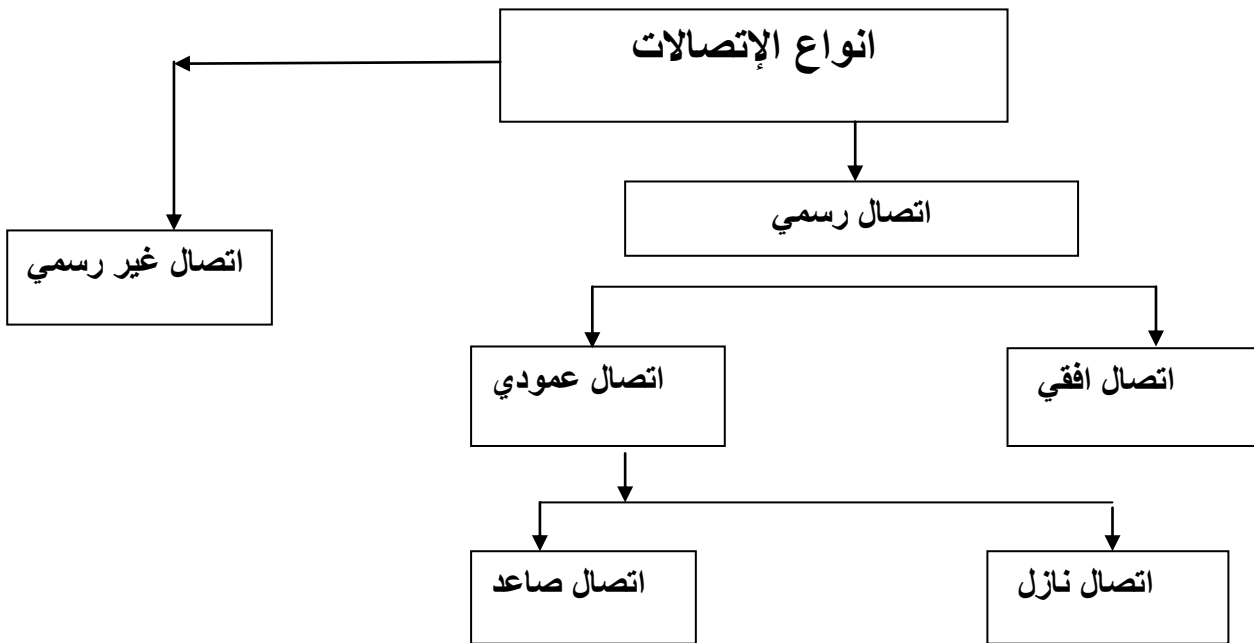 انواع الإتصالات
اتصال رسمي
اتصال غير رسمي
اتصال افقي
اتصال عمودي
اتصال نازل
اتصال صاعد